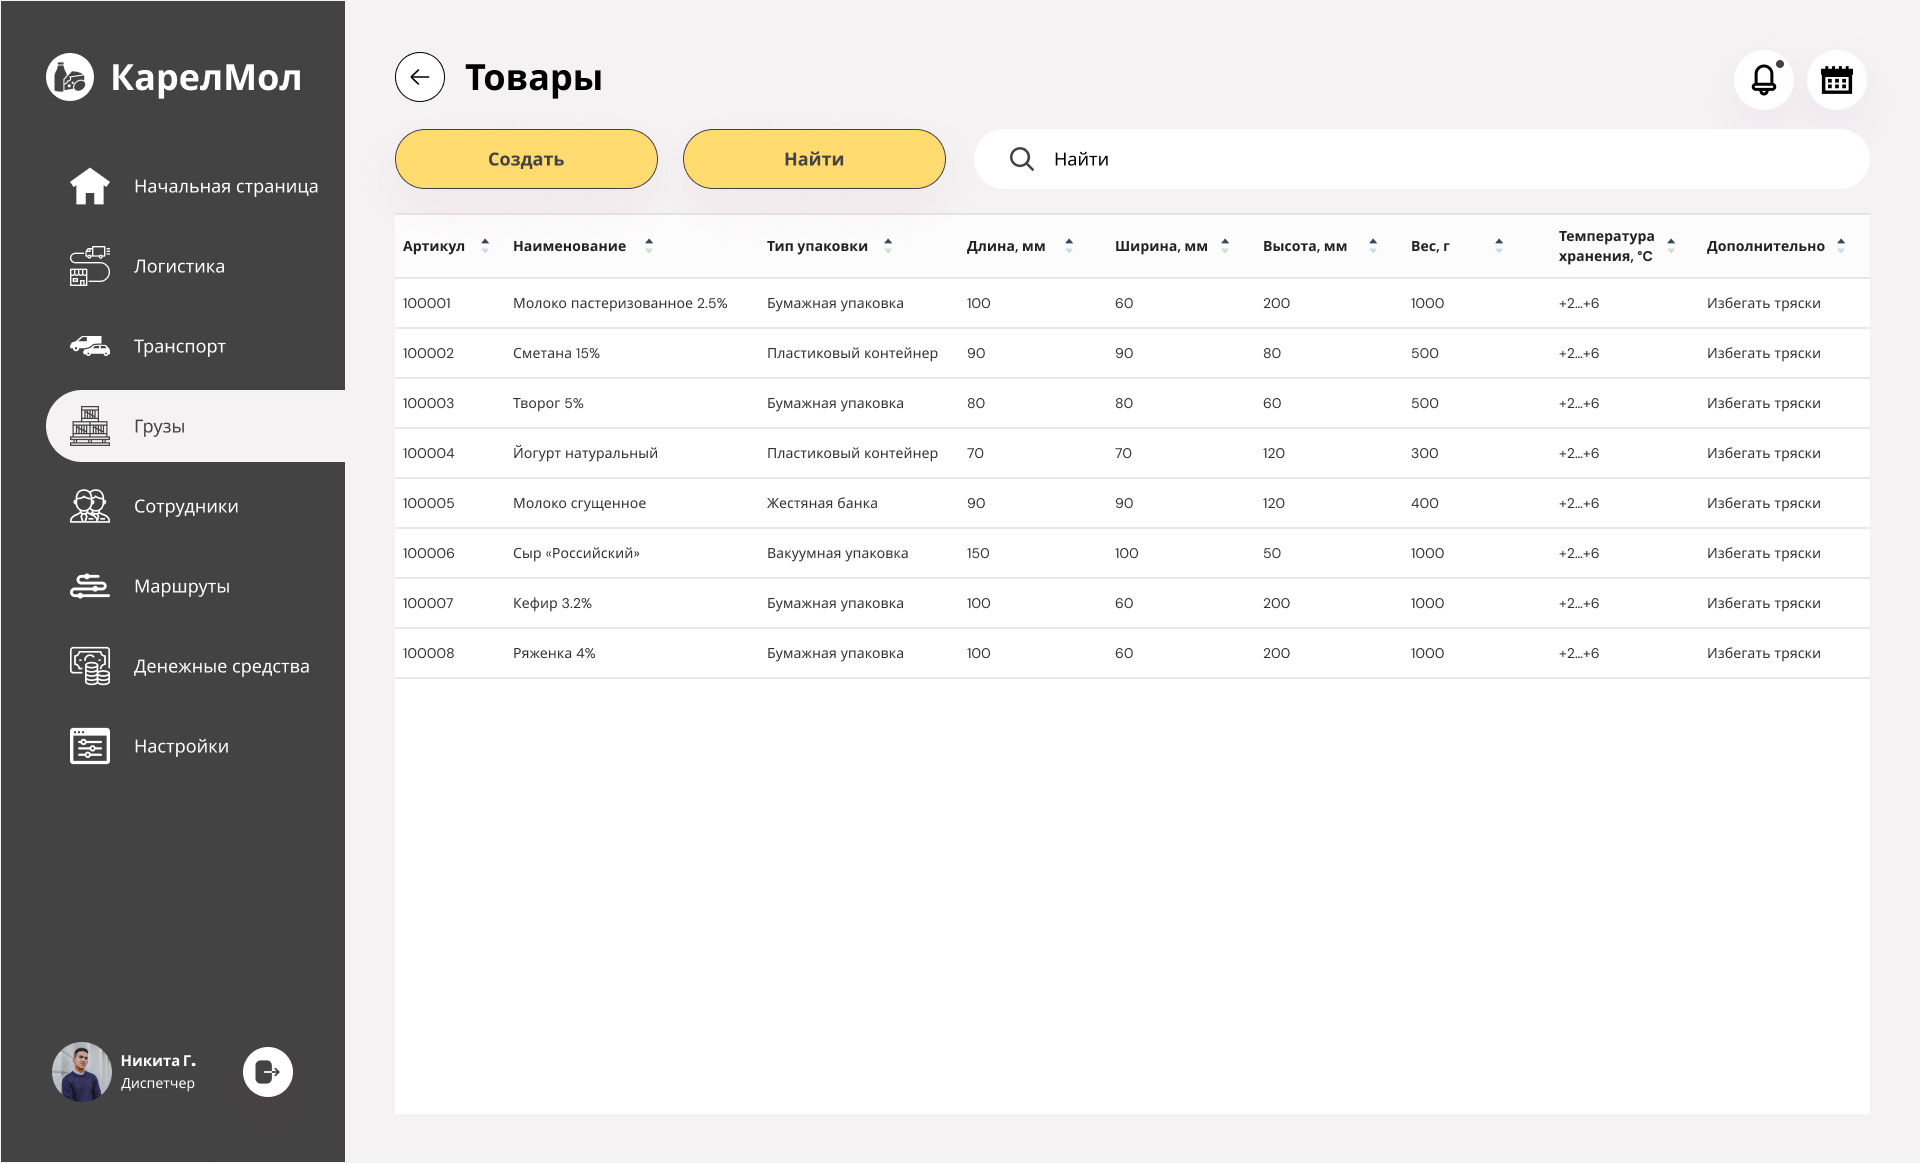 КарелМол
Начальная страница
Логистика
Транспорт
Грузы
Сотрудники
Маршруты
Денежные средства
Настройки
Никита Г.
Диспетчер
Товары
Создать
Найти
Найти
Артикул Наименование Тип упаковки Длина, мм Ширина, мм Высота, мм Вес, г Температура хранения, °C Дополнительно
100001 Молоко пастеризованное 2.5% Бумажная упаковка 100 60 200 1000 +2...+6 Избегать тряски
100002 Сметана 15% Пластиковый контейнер 90 90 80 500 +2...+6 Избегать тряски
100003 Творог 5% Бумажная упаковка 80 80 60 500 +2...+6 Избегать тряски
100004 Йогурт натуральный Пластиковый контейнер 70 70 120 300 +2...+6 Избегать тряски
100005 Молоко сгущенное Жестяная банка 90 90 120 400 +2...+6 Избегать тряски
100006 Сыр «Российский» Вакуумная упаковка 150 100 50 1000 +2...+6 Избегать тряски
100007 Кефир 3.2% Бумажная упаковка 100 60 200 1000 +2...+6 Избегать тряски
100008 Ряженка 4% Бумажная упаковка 100 60 200 1000 +2...+6 Избегать тряски